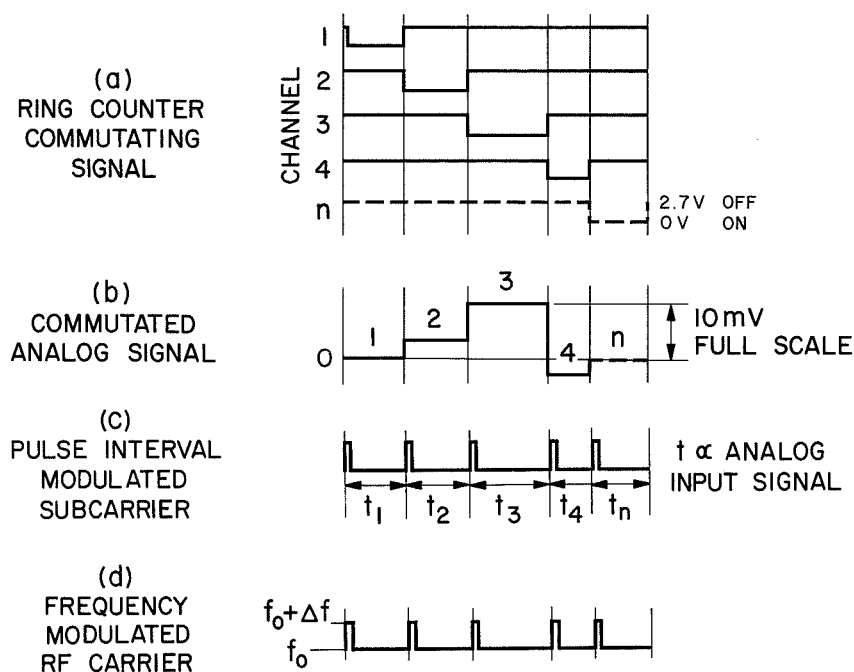 (a)
RING COUNTER
COMMUTATING
SIGNAL
CHANNEL
1
2
3
4
n
2.7V OFF
0V ON
(b)
COMMUTATED
ANALOG SIGNAL
0
1
2
3
4
n
10mV
FULL SCALE
(c)
PULSE INTERVAL
MODULATED
SUBCARRIER
t₁
t₂
t₃
t₄
tₙ
t ∝ ANALOG
INPUT SIGNAL
(d)
FREQUENCY
MODULATED
RF CARRIER
f₀+Δf
f₀